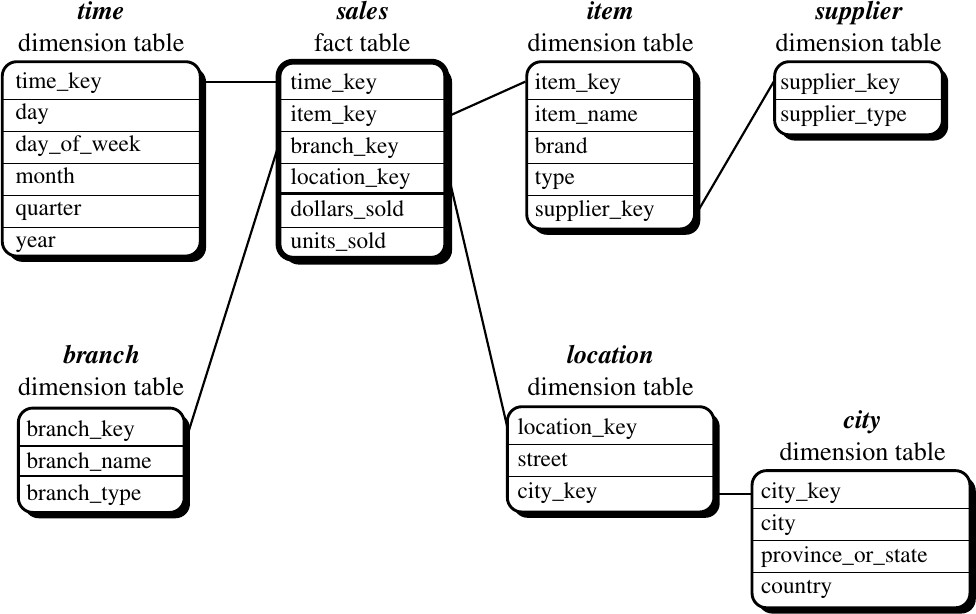 time
dimension table
time_key
day
day_of_week
month
quarter
year
sales
fact table
time_key
item_key
branch_key
location_key
dollars_sold
units_sold
item
dimension table
item_key
item_name
brand
type
supplier_key
supplier
dimension table
supplier_key
supplier_type
branch
dimension table
branch_key
branch_name
branch_type
location
dimension table
location_key
street
city_key
city
dimension table
city_key
city
province_or_state
country